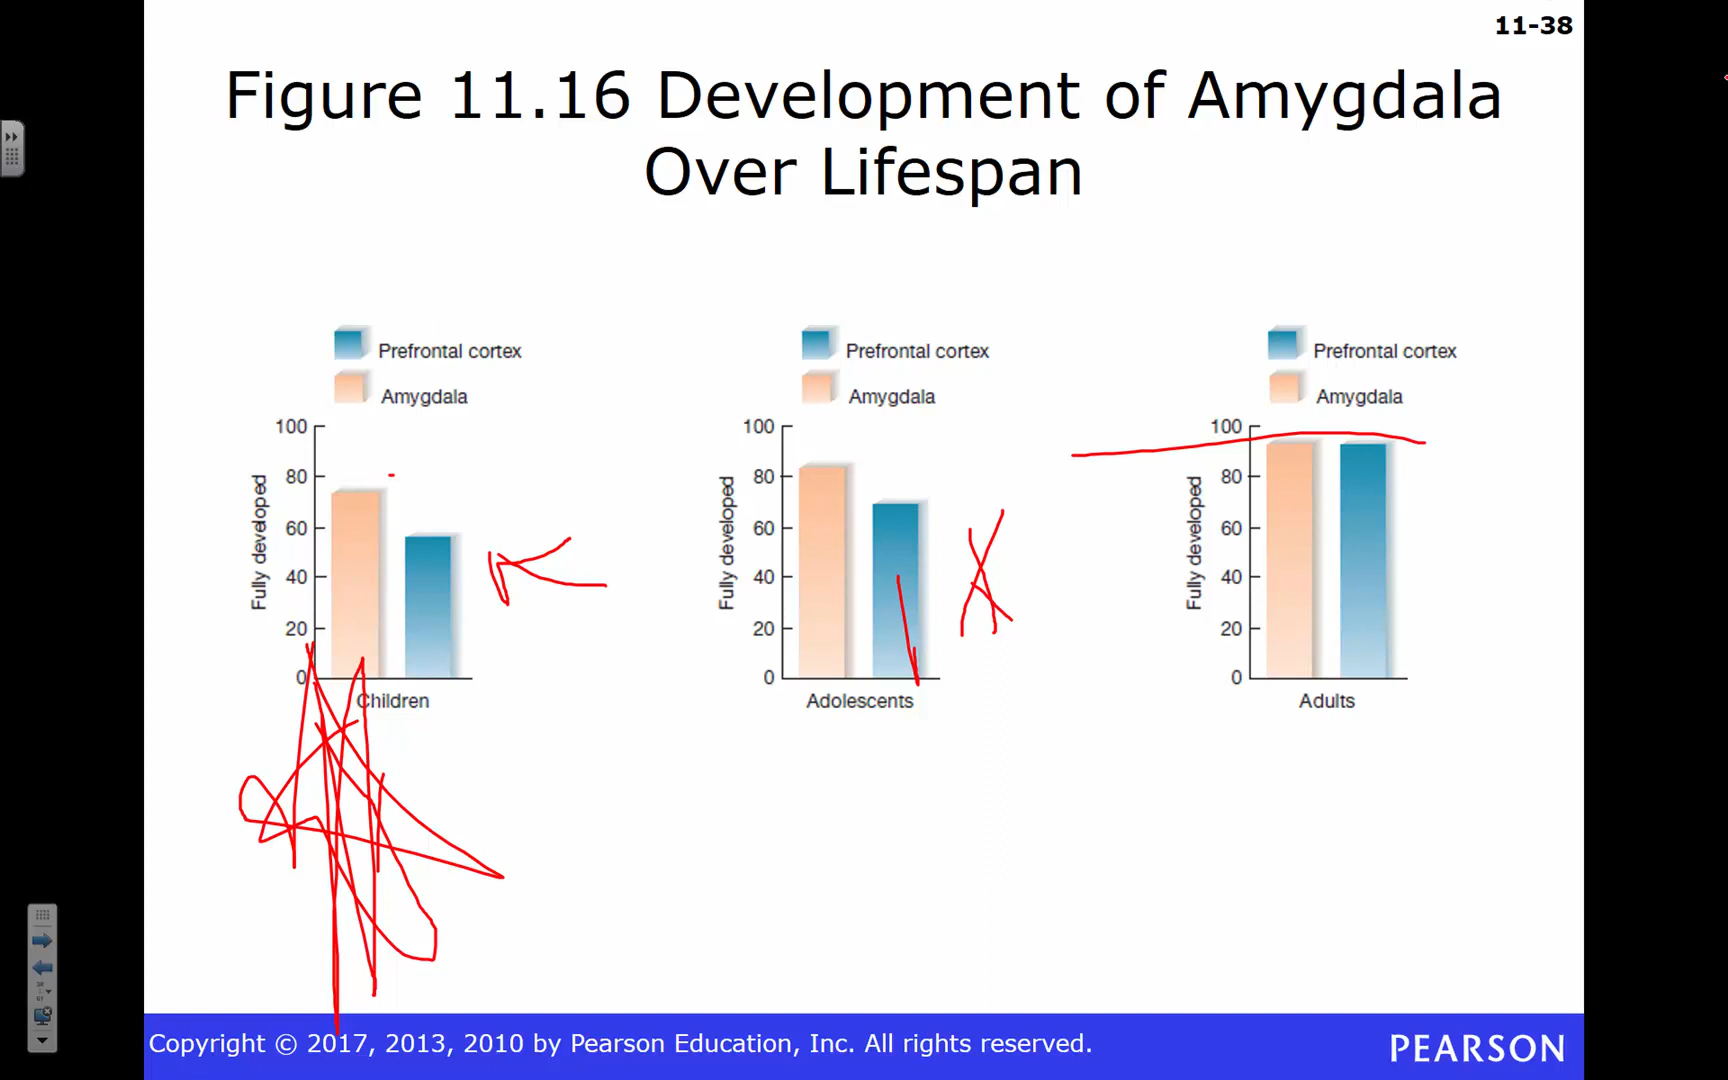 11-38
Figure 11.16 Development of Amygdala
Over Lifespan
Prefrontal cortex
Amygdala
100
80
60
40
20
0
Fully developed
Children
Prefrontal cortex
Amygdala
100
80
60
40
20
0
Fully developed
Adolescents
Prefrontal cortex
Amygdala
100
80
60
40
20
0
Fully developed
Adults
Copyright © 2017, 2013, 2010 by Pearson Education, Inc. All rights reserved.
PEARSON